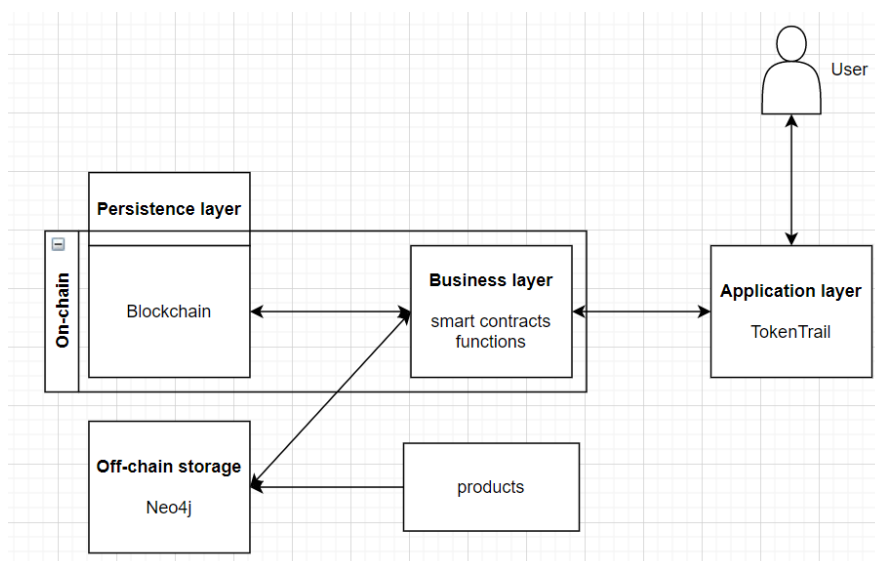 User
Persistence layer
On-chain
Blockchain
Business layer
smart contracts
functions
Application layer
TokenTrail
Off-chain storage
Neo4j
products